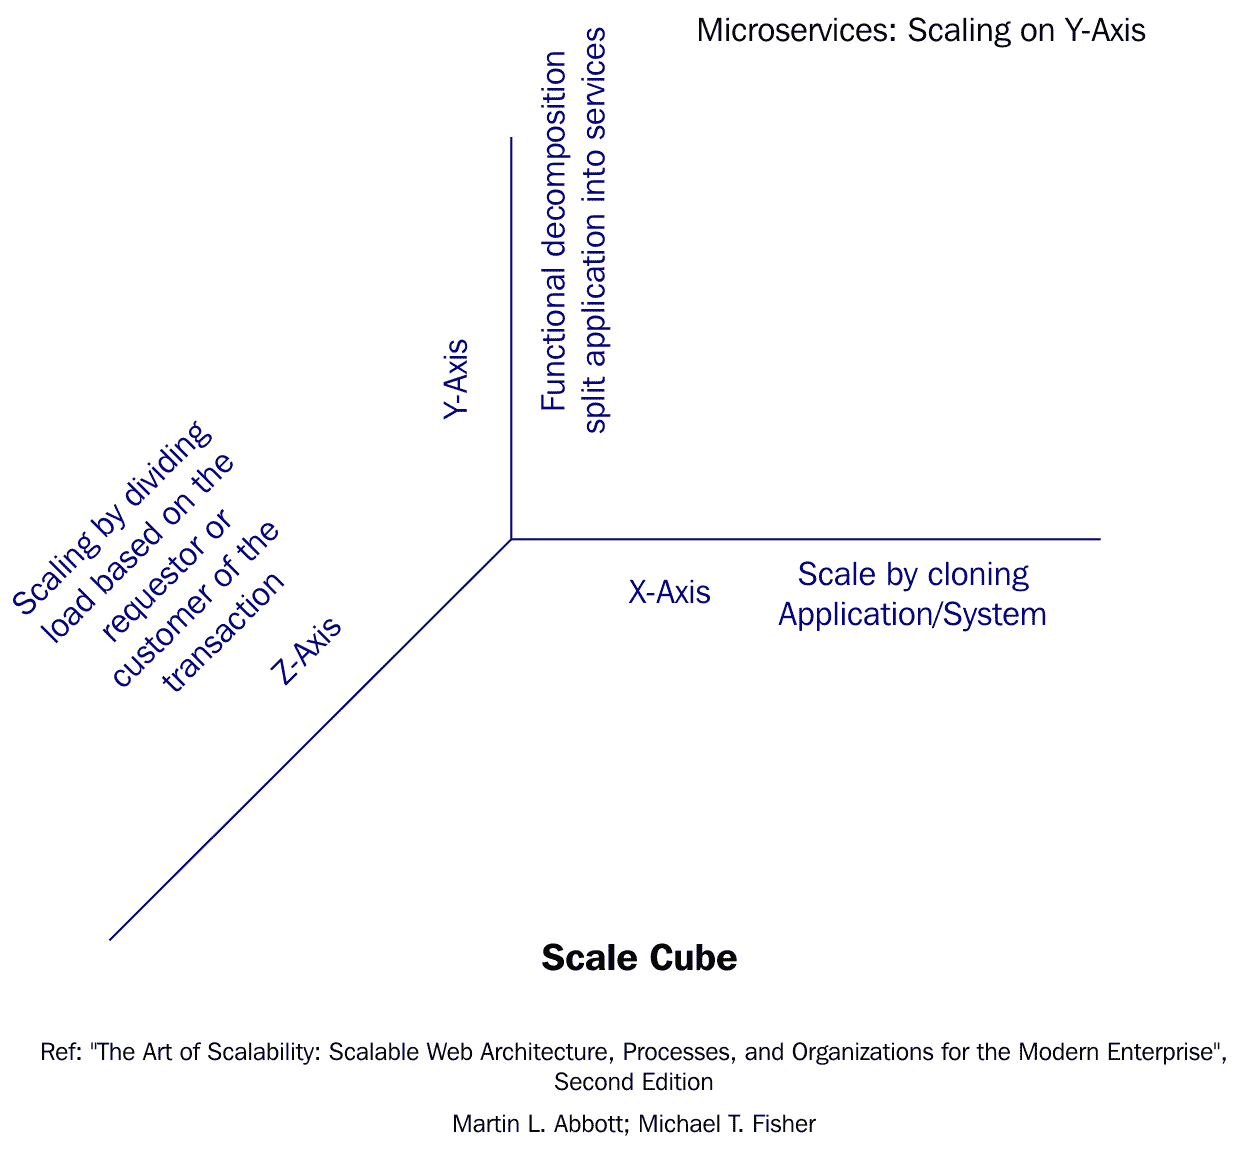 Microservices: Scaling on Y-Axis
Functional decomposition
split application into services
Y-Axis
Scaling by dividing
load based on the
requestor or
customer of the
transaction
Z-Axis
X-Axis
Scale by cloning
Application/System
Scale Cube
Ref: "The Art of Scalability: Scalable Web Architecture, Processes, and Organizations for the Modern Enterprise",
Second Edition
Martin L. Abbott; Michael T. Fisher